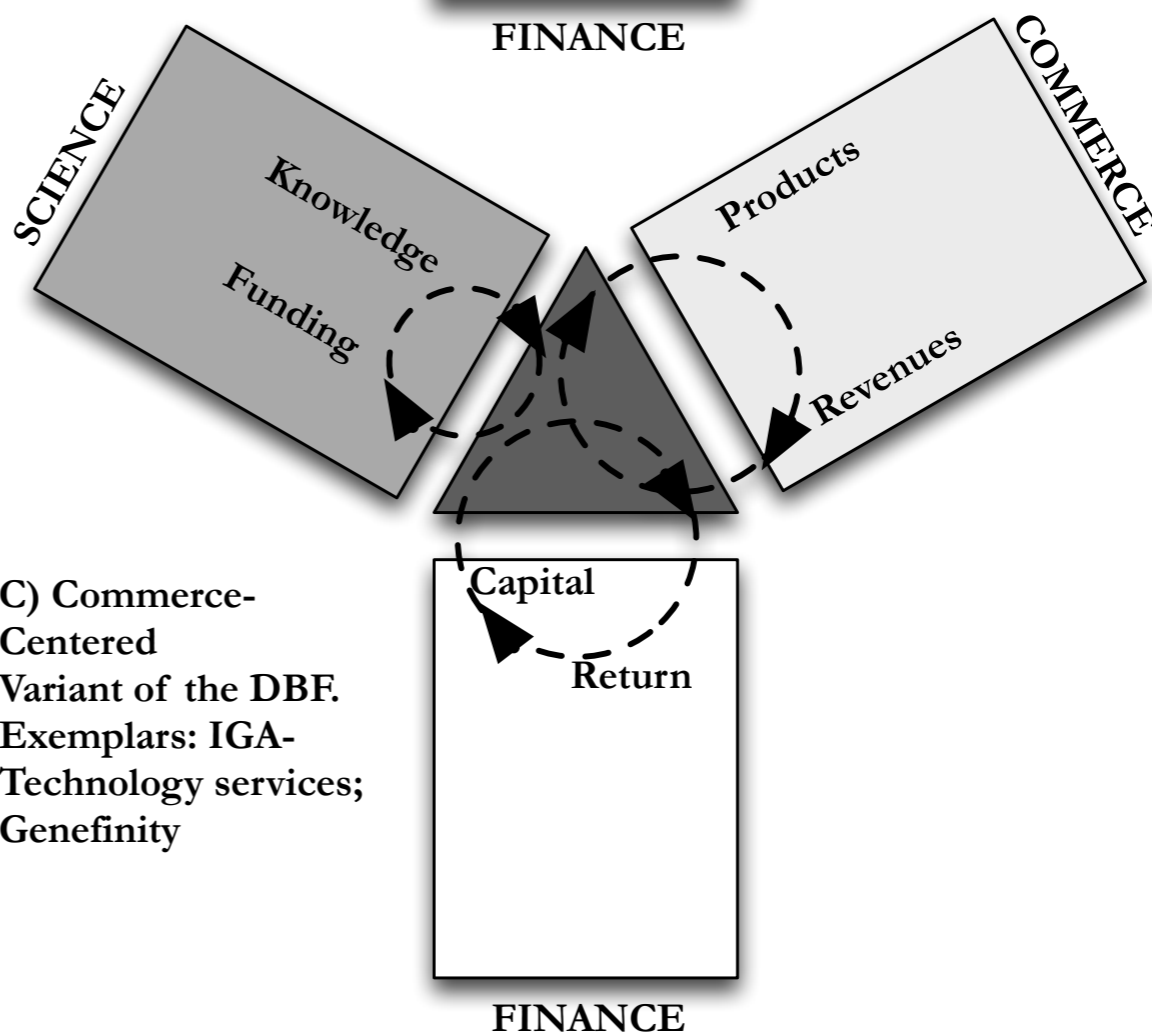 FINANCE
SCIENCE
COMMERCE
Knowledge
Funding
Products
Revenues
Capital
Return
C) Commerce-
Centered
Variant of the DBF.
Exemplars: IGA-
Technology services;
Genefinity
FINANCE